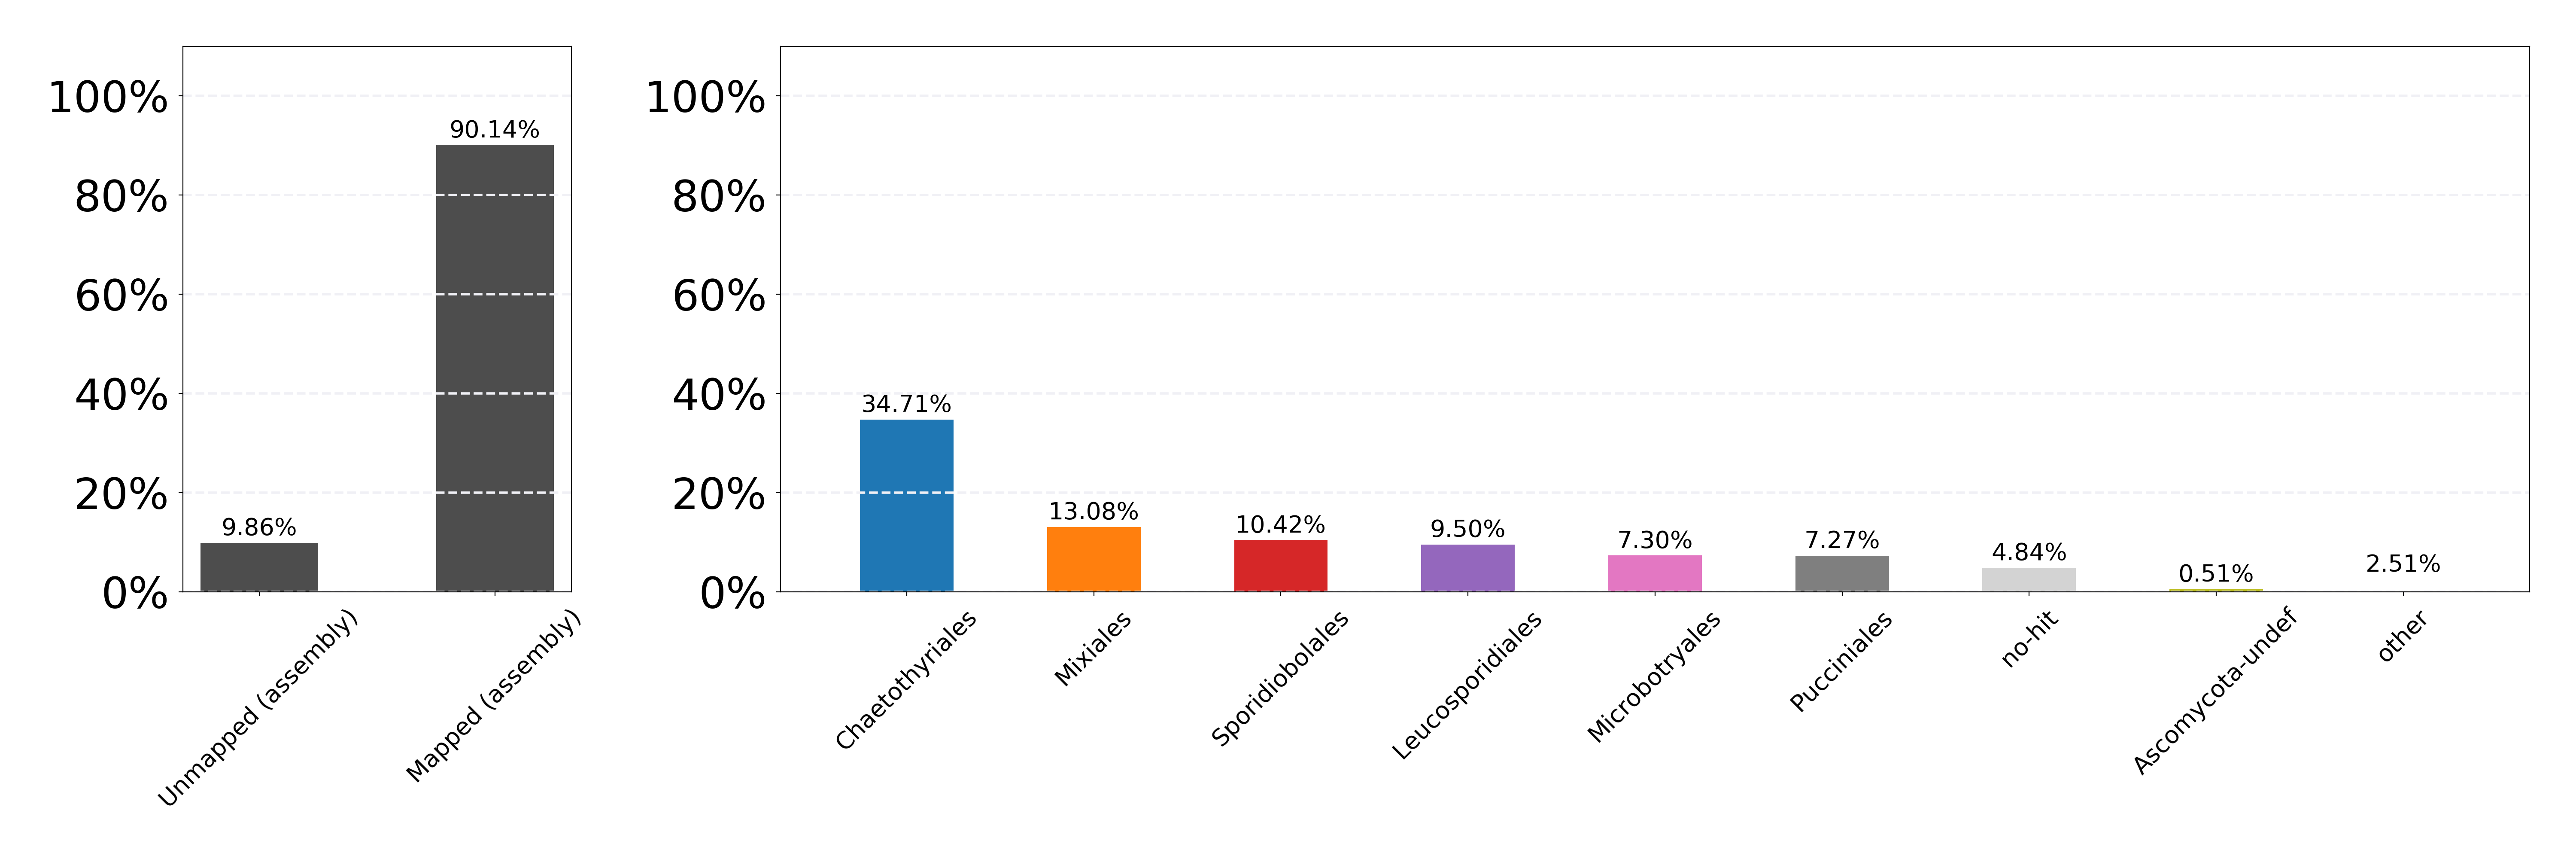 100%
80%
60%
40%
20%
0%
9.86%
90.14%
Unmapped (assembly)
Mapped (assembly)
100%
80%
60%
40%
20%
0%
34.71%
13.08%
10.42%
9.50%
7.30%
7.27%
4.84%
0.51%
2.51%
Chaetothyriales
Mixiales
Sporidiobolales
Leucosporidiales
Microbotryales
Pucciniales
no-hit
Ascomycota-undef
other